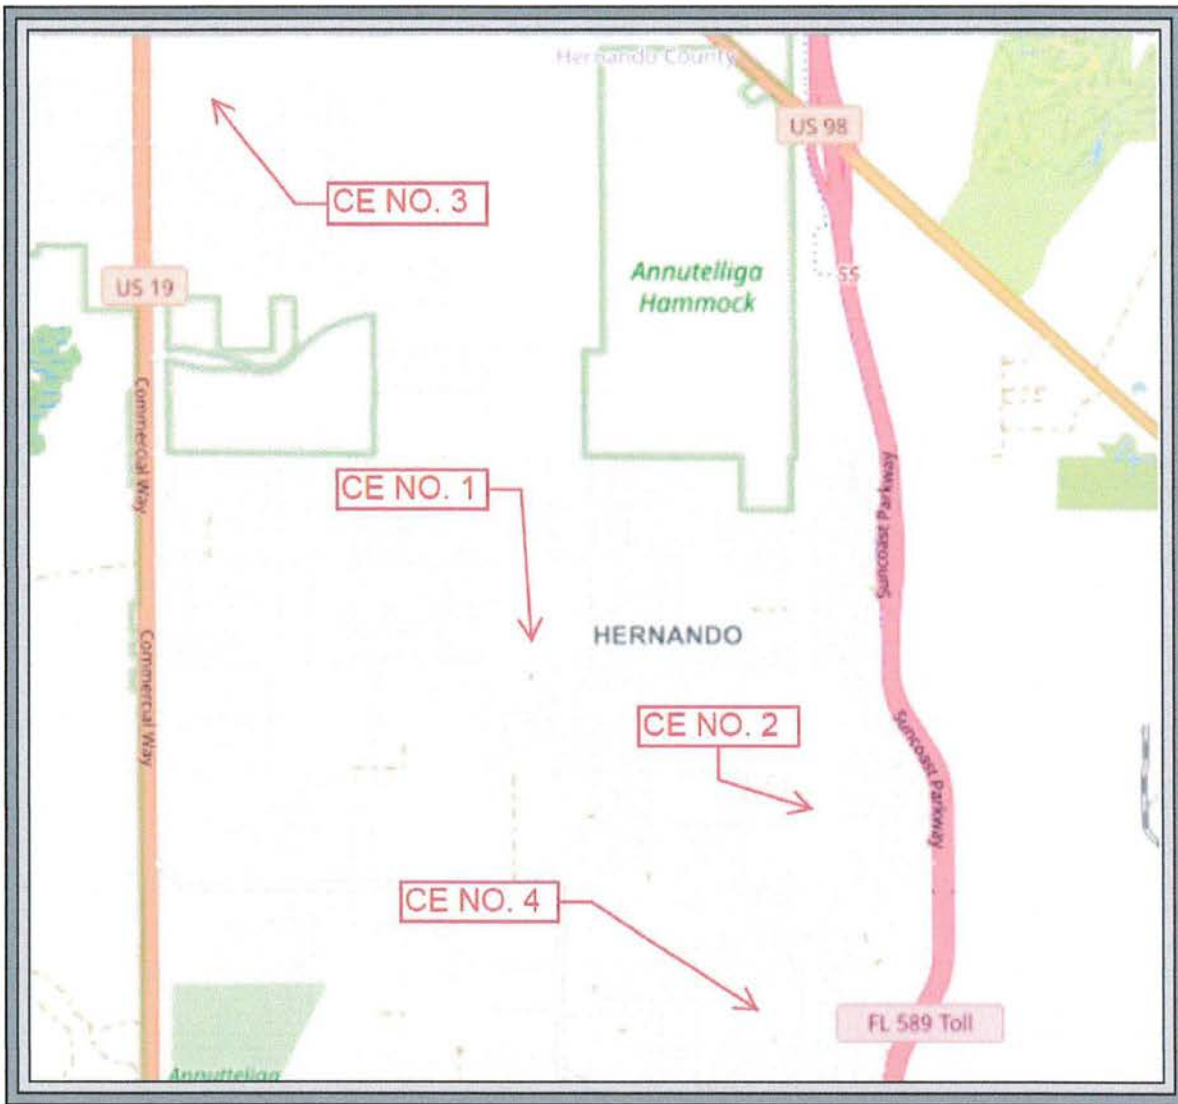 Hernando County
US 98
CE NO. 3
Annutelliga
Hammock
55
US 19
Commercial Way
CE NO. 1
Suncoast Parkway
HERNANDO
Commercial Way
CE NO. 2
Suncoast Parkway
CE NO. 4
FL 589 Toll
Annutteliga